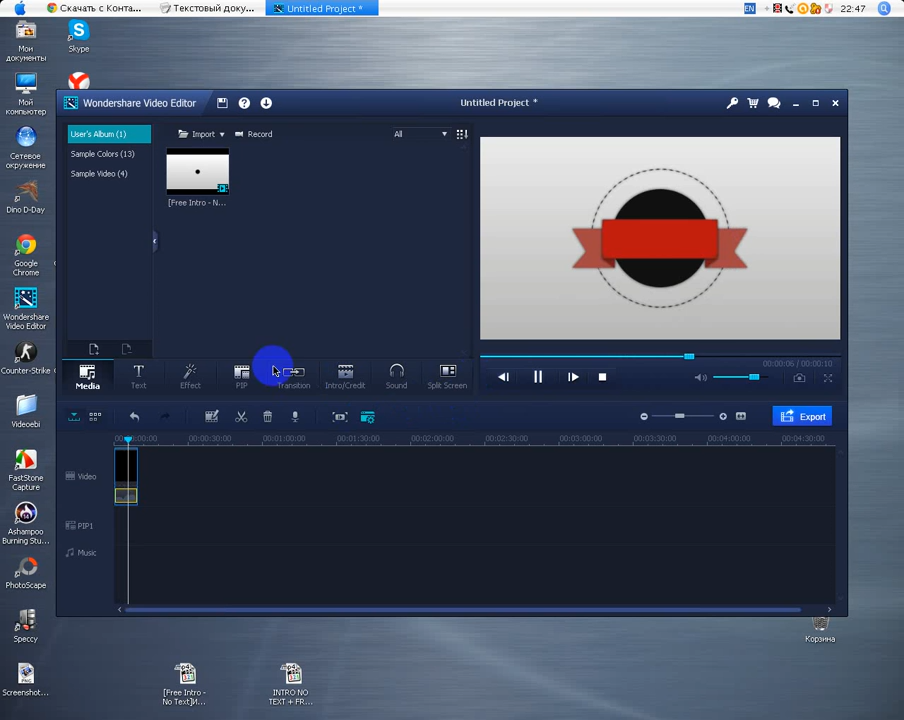 Скачать с Конта...
Текстовый доку...
Untitled Project *
EN
22:47
Мои
документы
Skype
Мой
компьютер
Сетевое
окружение
Dino D-Day
Google
Chrome
Wondershare
Video Editor
Counter-Strike
Videoebi
FastStone
Capture
Ashampoo
Burning Stu...
PhotoScape
Speccy
Screenshot...
[Free Intro -
No Text]И...
INTRO NO
TEXT + FR...
Корзина
Wondershare Video Editor
Untitled Project *
User's Album (1)
Sample Colors (13)
Sample Video (4)
Import
Record
All
[Free Intro - N...
Media
Text
Effect
PIP
Transition
Intro/Credit
Sound
Split Screen
00:00:06 / 00:00:10
Export
00:00:00:00
00:00:30:00
00:01:00:00
00:01:30:00
00:02:00:00
00:02:30:00
00:03:00:00
00:03:30:00
00:04:00:00
00:04:30:00
Video
PIP1
Music